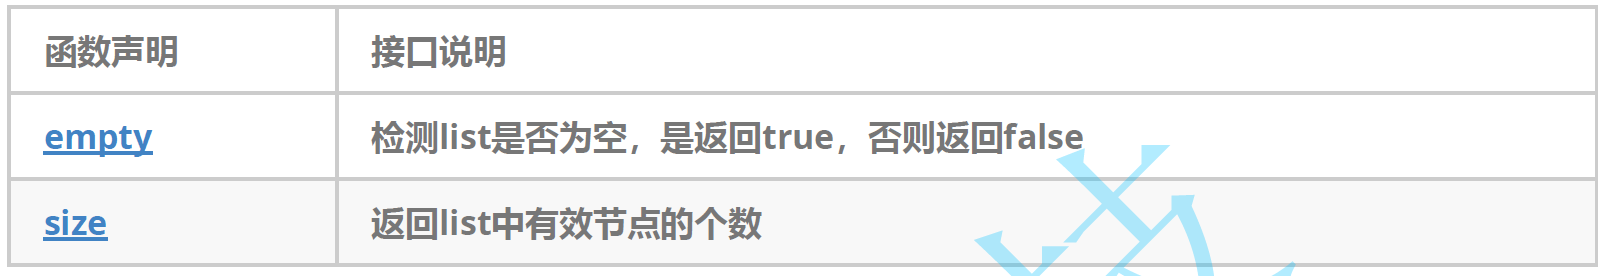 函数声明 接口说明
empty 检测list是否为空，是返回true，否则返回false
size 返回list中有效节点的个数